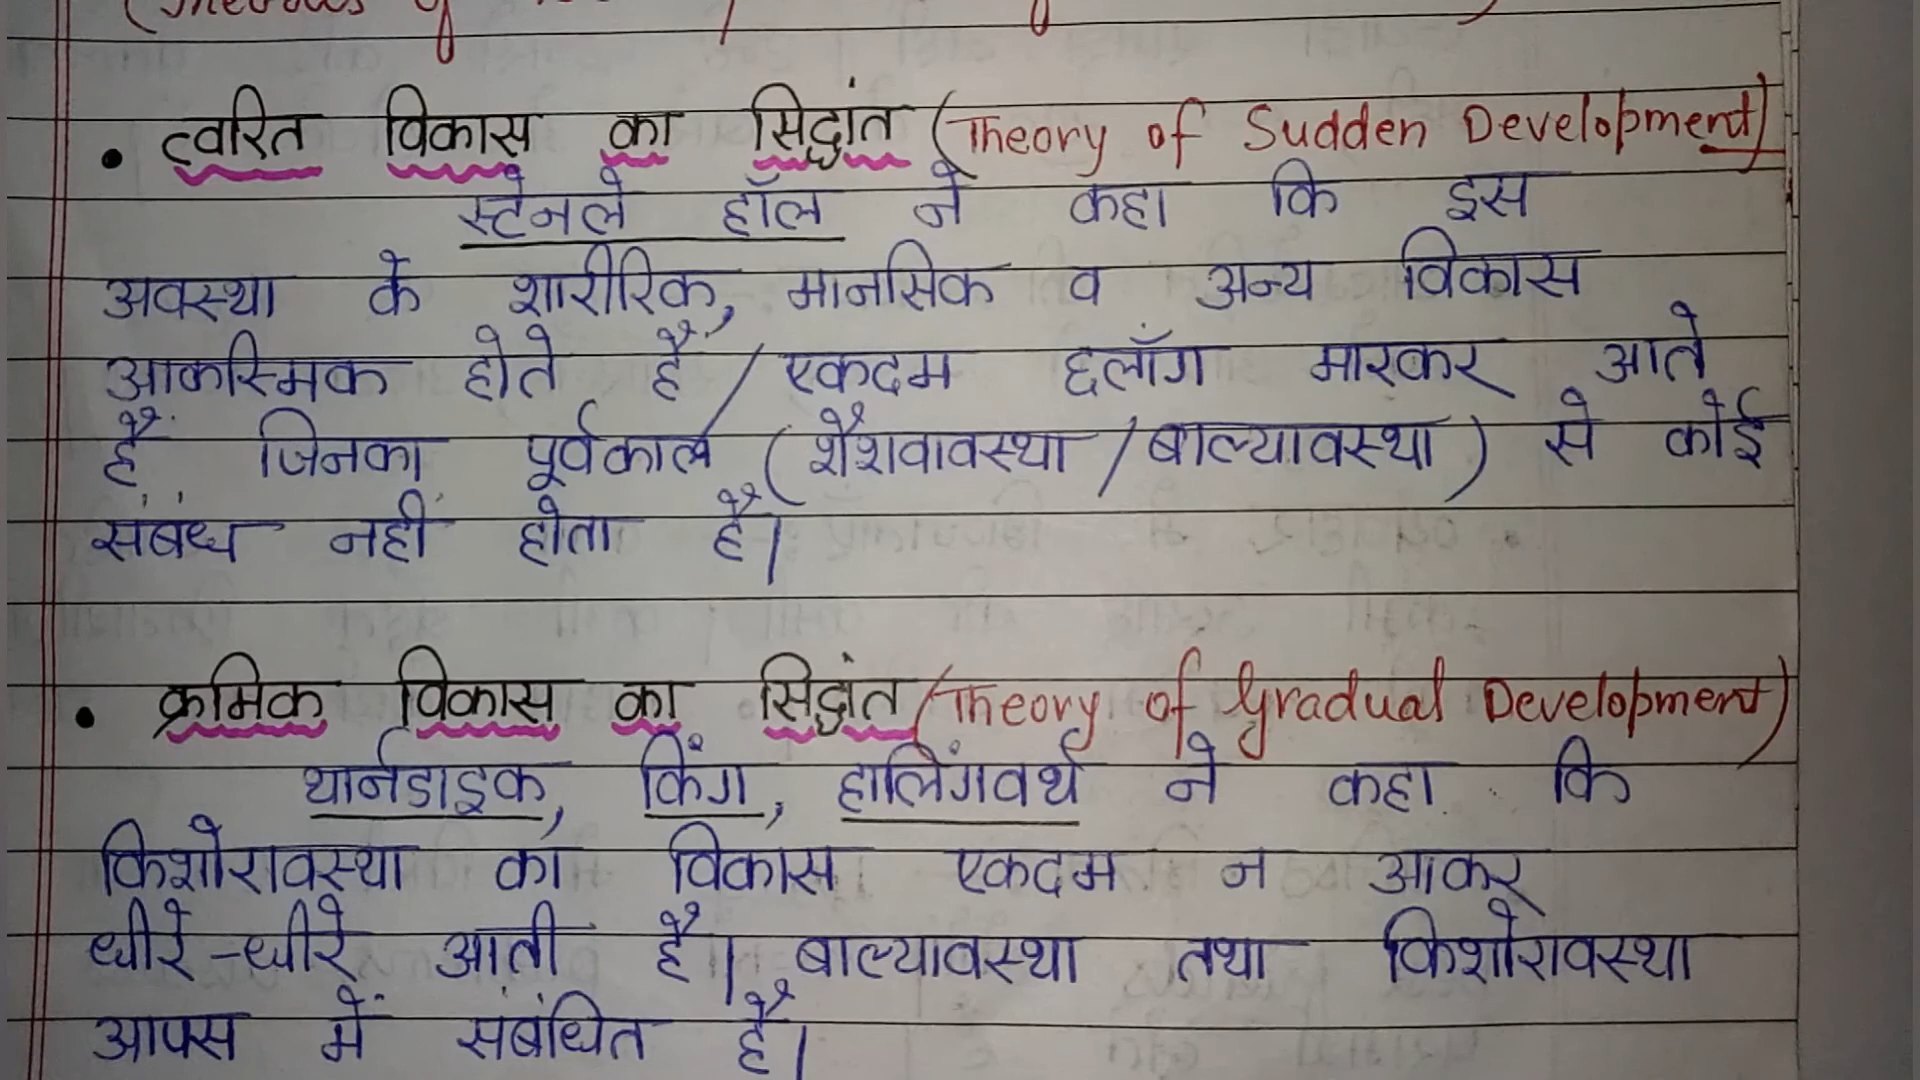 • त्वरित विकास का सिद्धांत (Theory of Sudden Development)
स्टेनले हॉल ने कहा कि इस
अवस्था के शारीरिक, मानसिक व अन्य विकास
आकस्मिक होते हैं / एकदम छलाँग मारकर आते
हैं जिनका पूर्वकाल (शैशवावस्था / बाल्यावस्था) से कोई
संबंध नहीं होता है।
• क्रमिक विकास का सिद्धांत (Theory of Gradual Development)
थार्नडाइक, किंग, हालिंगवर्थ ने कहा कि
किशोरावस्था का विकास एकदम न आकर
धीरे-धीरे आती है। बाल्यावस्था तथा किशोरावस्था
आपस में संबंधित है।